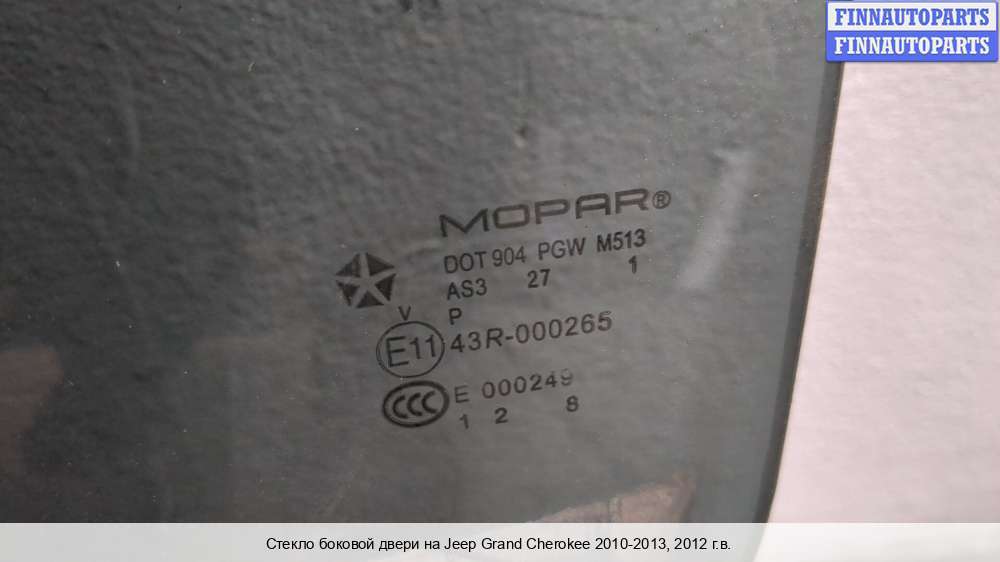 FINNAUTOPARTS
FINNAUTOPARTS
MOPAR®
DOT 904 PGW M513
AS3 27 1
V P
E11 43R-000265
CCC E 000249
1 2 8
Стекло боковой двери на Jeep Grand Cherokee 2010-2013, 2012 г.в.